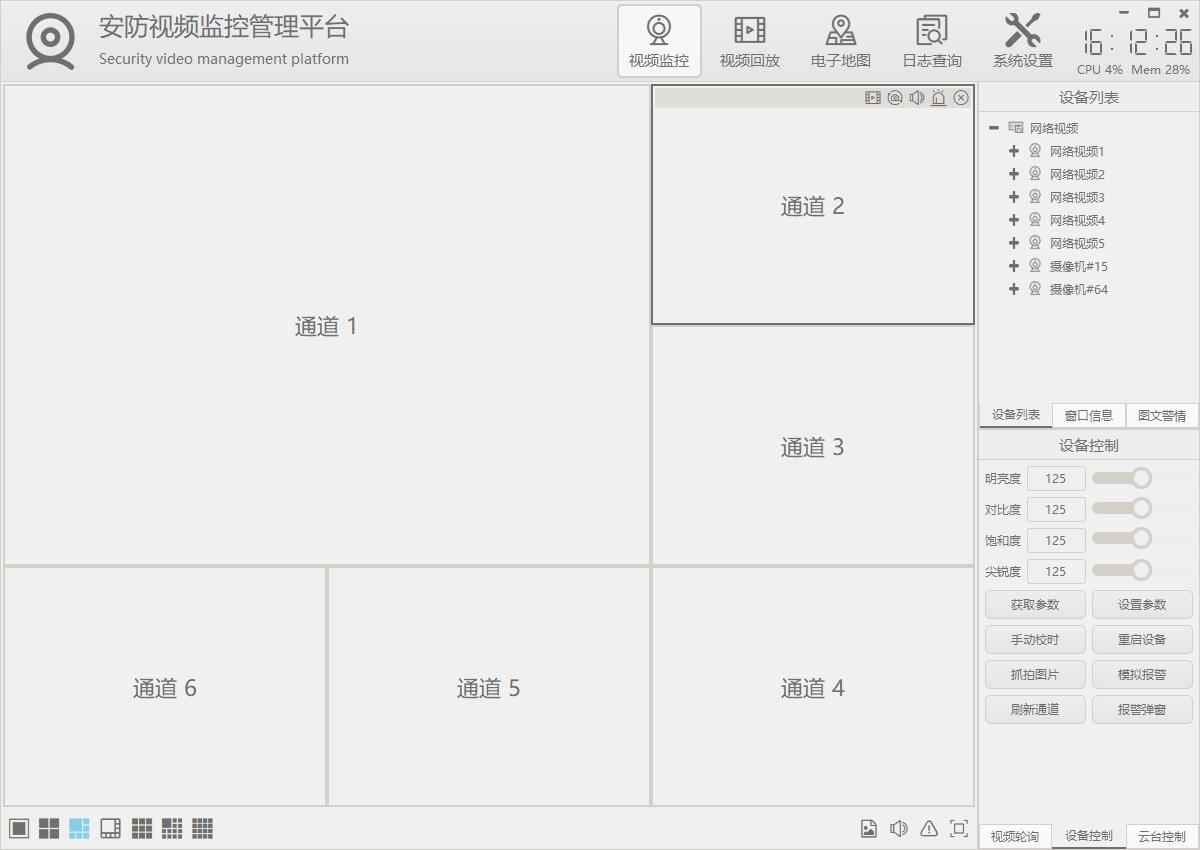 安防视频监控管理平台
Security video management platform
视频监控
视频回放
电子地图
日志查询
系统设置
16:12:26
CPU 4% Mem 28%
通道 1
通道 2
通道 3
通道 6
通道 5
通道 4
设备列表
网络视频
网络视频1
网络视频2
网络视频3
网络视频4
网络视频5
摄像机#15
摄像机#64
设备列表
窗口信息
图文警情
设备控制
明亮度 125
对比度 125
饱和度 125
尖锐度 125
获取参数 设置参数
手动校时 重启设备
抓拍图片 模拟报警
刷新通道 报警弹窗
视频轮询
设备控制
云台控制